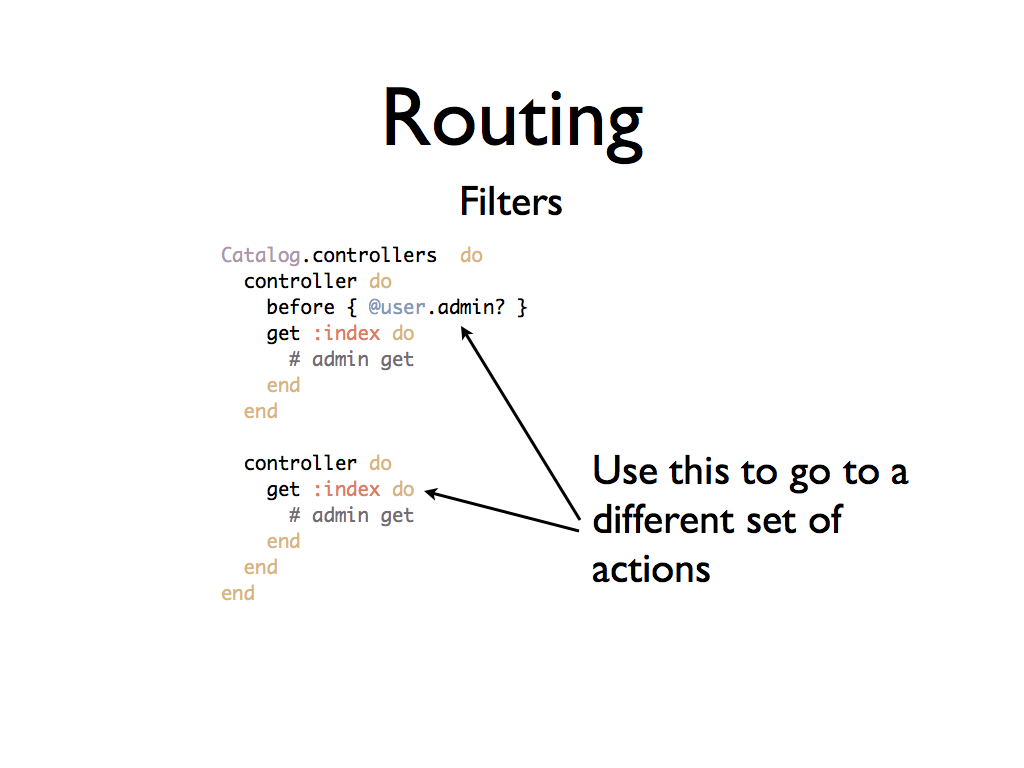 Routing
Filters
Catalog.controllers  do
  controller do
    before { @user.admin? }
    get :index do
      # admin get
    end
  end

  controller do
    get :index do
      # admin get
    end
  end
end
Use this to go to a
different set of
actions